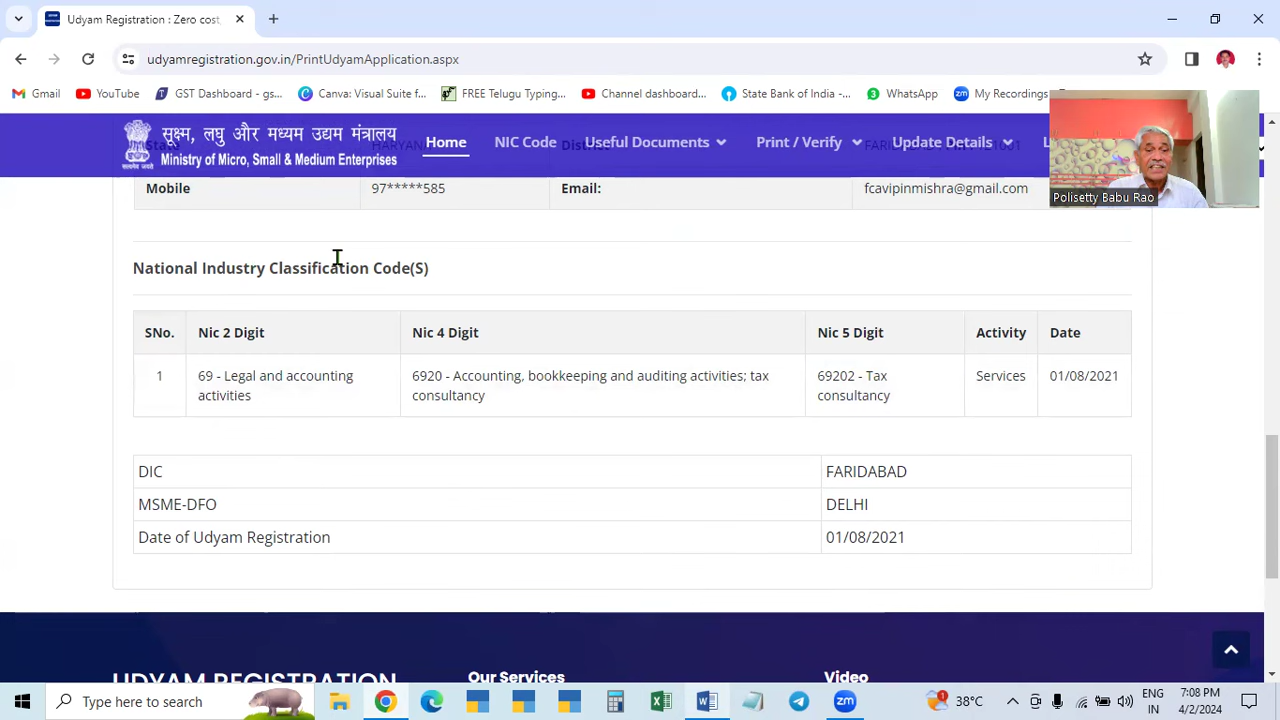 Udyam Registration : Zero cost
udyamregistration.gov.in/PrintUdyamApplication.aspx
Gmail YouTube GST Dashboard - gs... Canva: Visual Suite f... FREE Telugu Typing... Channel dashboard... State Bank of India -... WhatsApp My Recordings
सूक्ष्म, लघु और मध्यम उद्यम मंत्रालय
Ministry of Micro, Small & Medium Enterprises
Home NIC Code Useful Documents Print / Verify Update Details L
Mobile 97*****585 Email: fcavipinmishra@gmail.com
Polisetty Babu Rao
National Industry Classification Code(S)
SNo. Nic 2 Digit Nic 4 Digit Nic 5 Digit Activity Date
1 69 - Legal and accounting 6920 - Accounting, bookkeeping and auditing activities; tax 69202 - Tax Services 01/08/2021
activities consultancy consultancy
DIC FARIDABAD
MSME-DFO DELHI
Date of Udyam Registration 01/08/2021
UDYAM REGISTRATION Our Services Video
Type here to search 38°C ENG 7:08 PM
IN 4/2/2024